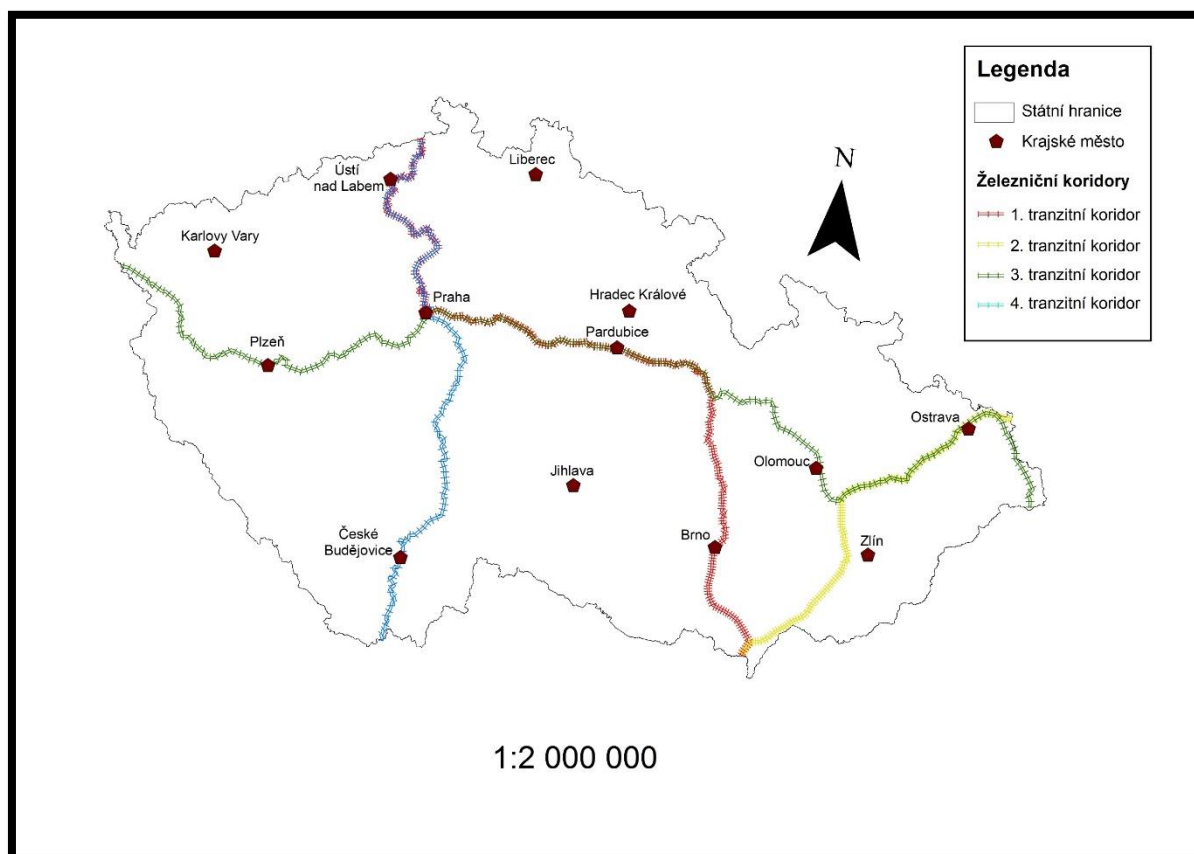 Legenda
Státní hranice
Krajské město
Železniční koridory
1. tranzitní koridor
2. tranzitní koridor
3. tranzitní koridor
4. tranzitní koridor
N
Liberec
Ústí
nad Labem
Karlovy Vary
Praha
Hradec Králové
Pardubice
Plzeň
Ostrava
Olomouc
Jihlava
České
Budějovice
Brno
Zlín
1:2 000 000